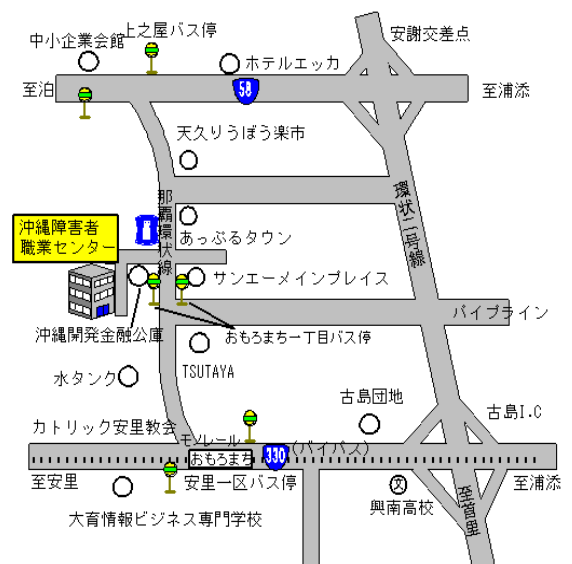 上之屋バス停
安謝交差点
中小企業会館
ホテルエッカ
至泊
58
至浦添
天久りうぼう楽市
那覇環状線
環状二号線
あっぷるタウン
沖縄障害者
職業センター
サンエーメインプレイス
パイプライン
沖縄開発金融公庫
おもろまち一丁目バス停
TSUTAYA
水タンク
古島団地
古島I.C
カトリック安里教会
モノレール
(バイパス)
おもろまち
330
至安里
安里一区バス停
文
至浦添
興南高校
至首里
大育情報ビジネス専門学校